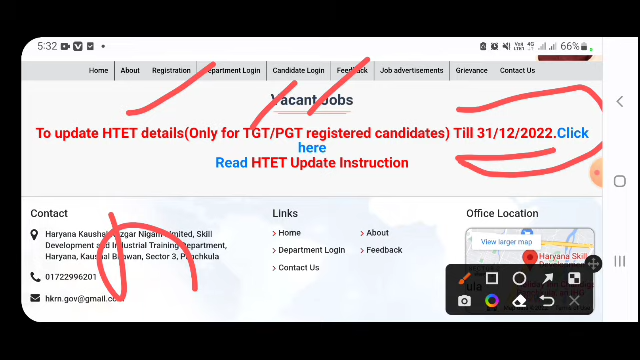 5:32
4G
66%
Home About Registration Department Login Candidate Login Feedback Job advertisements Grievance Contact Us
Vacant Jobs
To update HTET details(Only for TGT/PGT registered candidates) Till 31/12/2022.Click
here
Read HTET Update Instruction
Contact
Haryana Kaushal Rozgar Nigam Limited, Skill
Development and Industrial Training Department,
Haryana, Kaushal Bhawan, Sector 3, Panchkula
01722996201
hkrn.gov@gmail.com
Links
Home About
Department Login Feedback
Contact Us
Office Location
View larger map
Haryana Skill